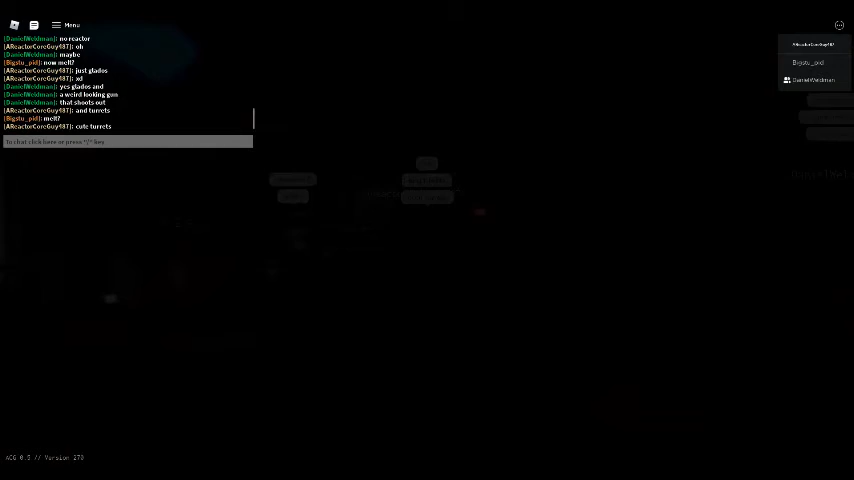 Menu
[DanielWeldman]: no reactor
[AReactorCoreGuy487]: oh
[DanielWeldman]: maybe
[Bigstu_pid]: now melt?
[AReactorCoreGuy487]: just glados
[AReactorCoreGuy487]: xd
[DanielWeldman]: yes glados and
[DanielWeldman]: a weird looking gun
[DanielWeldman]: that shoots out
[AReactorCoreGuy487]: and turrets
[Bigstu_pid]: melt?
[AReactorCoreGuy487]: cute turrets
To chat click here or press "/" key
AReactorCoreGuy487
Bigstu_pid
DanielWeldman
ACG 0.5 // Version 270